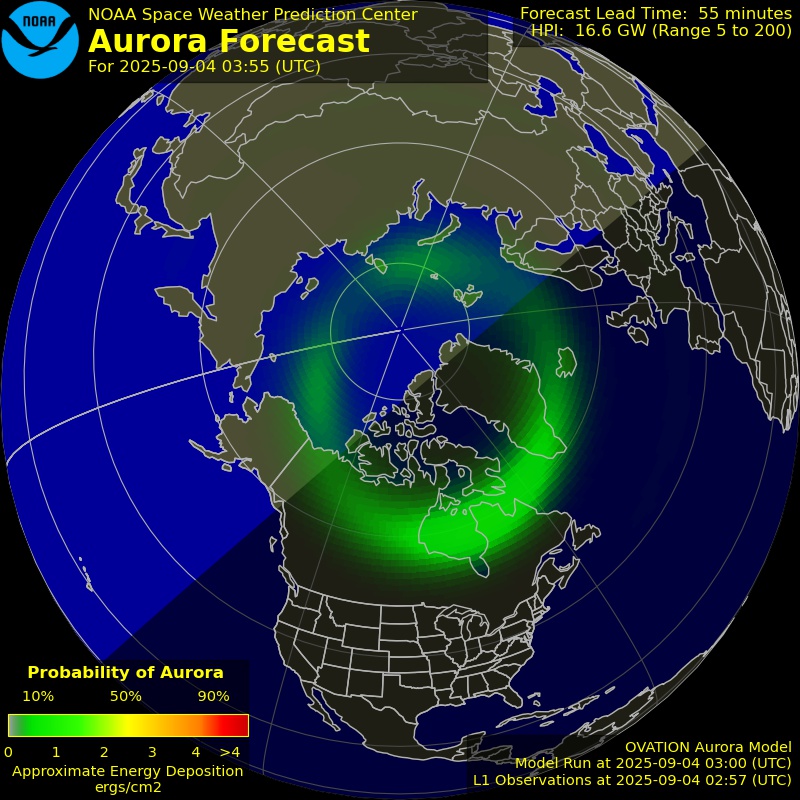 NOAA
NOAA Space Weather Prediction Center
Aurora Forecast
For 2025-09-04 03:55 (UTC)
Forecast Lead Time: 55 minutes
HPI: 16.6 GW (Range 5 to 200)
Probability of Aurora
10% 50% 90%
0 1 2 3 4 >4
Approximate Energy Deposition
ergs/cm2
OVATION Aurora Model
Model Run at 2025-09-04 03:00 (UTC)
L1 Observations at 2025-09-04 02:57 (UTC)